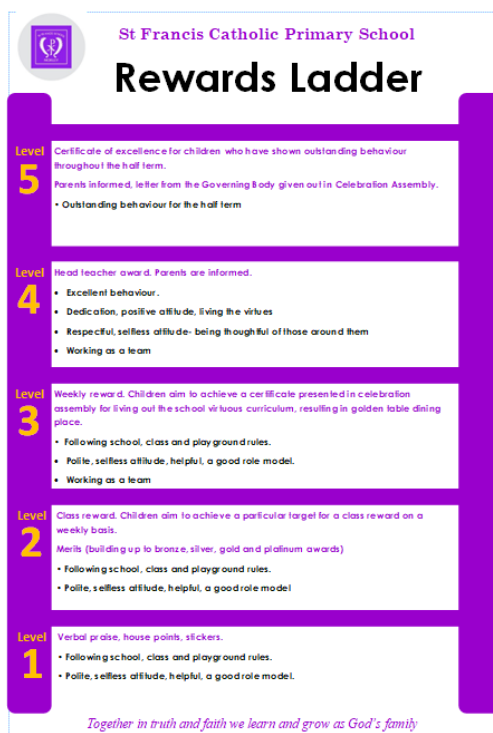 St Francis Catholic Primary School
Rewards Ladder
Level
5
Certificate of excellence for children who have shown outstanding behaviour
throughout the half term.
Parents informed, letter from the Governing Body given out in Celebration Assembly.
• Outstanding behaviour for the half term
Level
4
Head teacher award. Parents are informed.
• Excellent behaviour.
• Dedication, positive attitude, living the virtues
• Respectful, selfless attitude- being thoughtful of those around them
• Working as a team
Level
3
Weekly reward. Children aim to achieve a certificate presented in celebration
assembly for living out the school virtuous curriculum, resulting in golden table dining
place.
• Following school, class and playground rules.
• Polite, selfless attitude, helpful, a good role model.
• Working as a team
Level
2
Class reward. Children aim to achieve a particular target for a class reward on a
weekly basis.
Merits (building up to bronze, silver, gold and platinum awards)
• Following school, class and playground rules.
• Polite, selfless attitude, helpful, a good role model
Level
1
Verbal praise, house points, stickers.
• Following school, class and playground rules.
• Polite, selfless attitude, helpful, a good role model.
Together in truth and faith we learn and grow as God's family